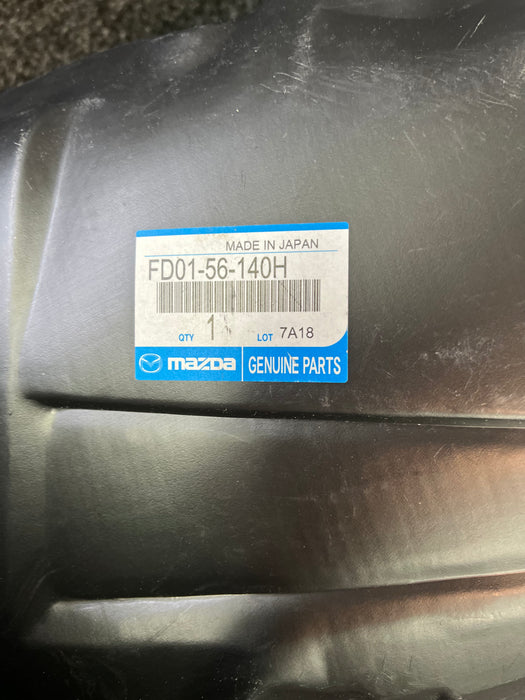 MADE IN JAPAN
FD01-56-140H
QTY 1 LOT 7A18
mazda GENUINE PARTS